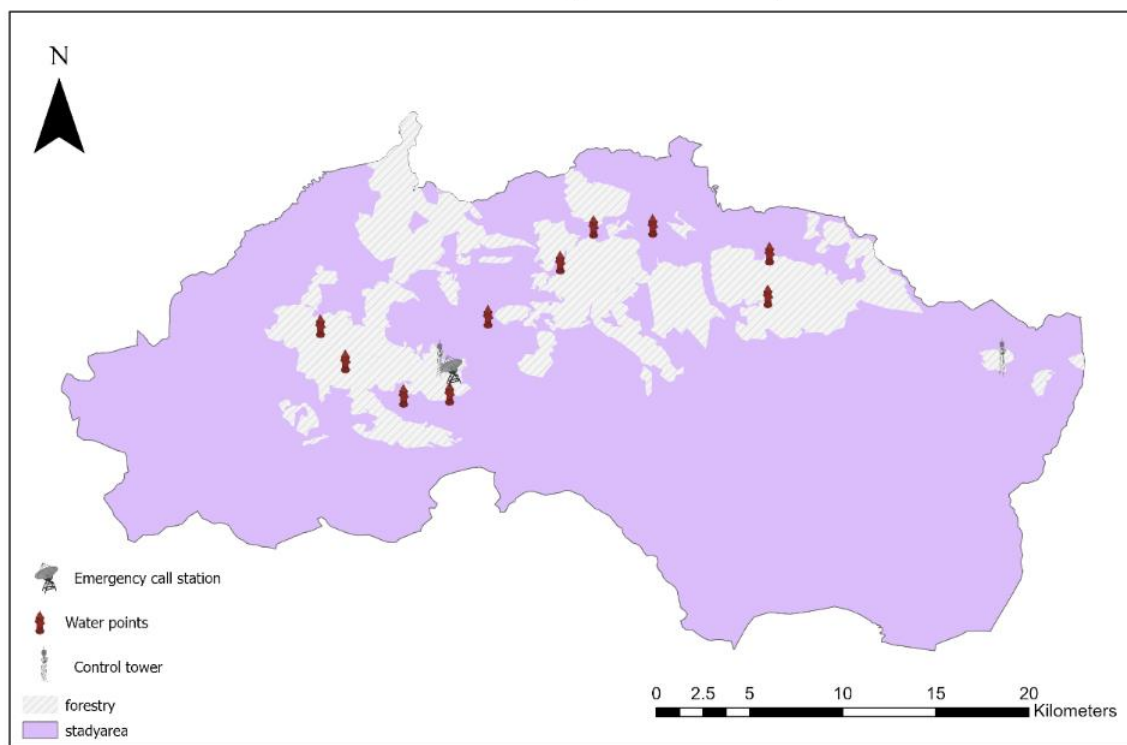 N
Emergency call station
Water points
Control tower
forestry
stadyarea
0 2.5 5 10 15 20
Kilometers